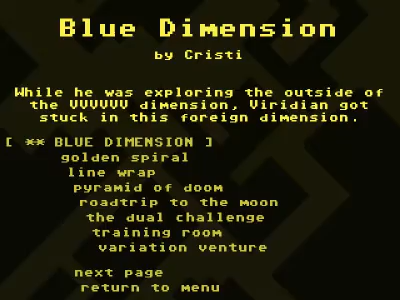 Blue Dimension
by Cristi
While he was exploring the outside of
the VVVVVV dimension, Viridian got
stuck in this foreign dimension.
[ ** BLUE DIMENSION ]
golden spiral
line wrap
pyramid of doom
roadtrip to the moon
the dual challenge
training room
variation venture
next page
return to menu